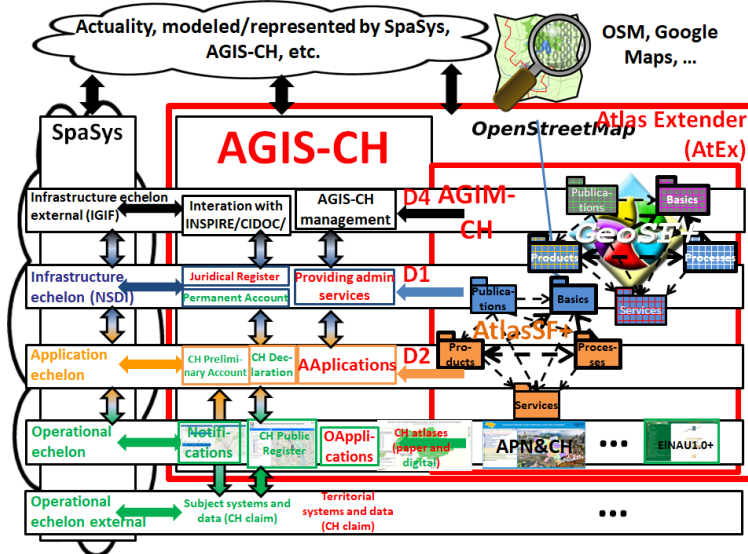 Actuality, modeled/represented by SpaSys,
AGIS-CH, etc.
OSM, Google
Maps, ...
OpenStreetMap
Atlas Extender
(AtEx)
SpaSys
AGIS-CH
Infrastructure echelon
external (IGIF)
Interation with
INSPIRE/CIDOC/
AGIS-CH
management
D4
AGIM-
CH
Publica-
tions
Basics
GeoSF+
Products
Processes
Services
Infrastructure
echelon (NSDI)
Juridical Register
Permanent Account
Providing admin
services
D1
Publica-
tions
Basics
AtlasSF+
Pro-
ducts
Proces-
ses
Services
Application
echelon
CH Prelimi-
nary Account
CH Dec-
laration
AAplications
D2
Operational
echelon
Notifi-
cations
CH Public
Register
OAppli-
cations
CH atlases
(paper and
digital)
APN&CH
...
ElNAU1.0+
Operational
echelon external
Subject systems and
data (CH claim)
Territorial
systems and data
(CH claim)
...